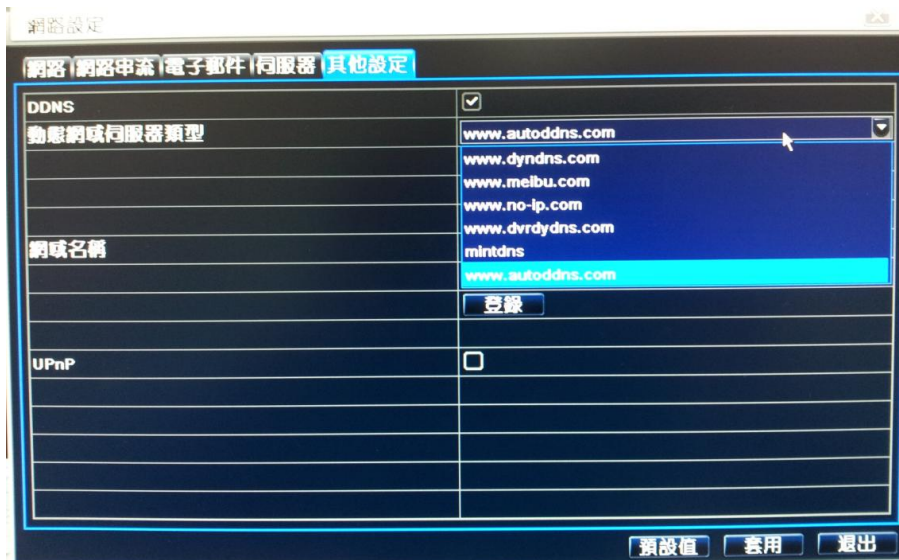 網路設定
網路 網路串流 電子郵件 伺服器 其他設定
DDNS
動態網域伺服器類型 www.autoddns.com
www.dyndns.com
www.meibu.com
www.no-ip.com
www.dvrdydns.com
網域名稱 mintdns
www.autoddns.com
登錄
UPnP
預設值 套用 退出